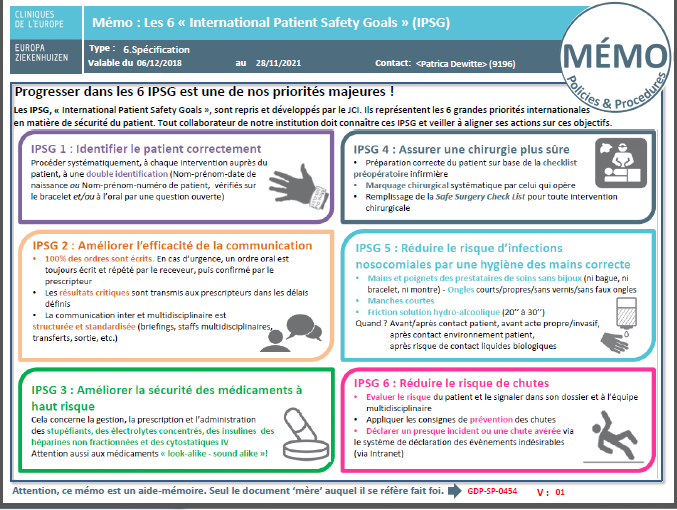 CLINIQUES
DE L'EUROPE
Mémo : Les 6 « International Patient Safety Goals » (IPSG)
EUROPA
ZIEKENHUIZEN
Type : 6.Spécification
Valable du 06/12/2018 au 28/11/2021 Contact: <Patrica Dewitte> (9196)
MÉMO
Policies & Procedures
Progresser dans les 6 IPSG est une de nos priorités majeures !
Les IPSG, « International Patient Safety Goals », sont repris et développés par le JCI. Ils représentent les 6 grandes priorités internationales
en matière de sécurité du patient. Tout collaborateur de notre institution doit connaître ces IPSG et veiller à aligner ses actions sur ces objectifs.
IPSG 1 : Identifier le patient correctement
Procéder systématiquement, à chaque intervention auprès du
patient, à une double identification (Nom-prénom-date de
naissance ou Nom-prénom-numéro de patient, vérifiés sur
le bracelet et/ou à l'oral par une question ouverte)
IPSG 4 : Assurer une chirurgie plus sûre
• Préparation correcte du patient sur base de la checklist
préopératoire infirmière
• Marquage chirurgical systématique par celui qui opère
• Remplissage de la Safe Surgery Check List pour toute intervention
chirurgicale
IPSG 2 : Améliorer l'efficacité de la communication
• 100% des ordres sont écrits. En cas d'urgence, un ordre oral est
toujours écrit et répété par le receveur, puis confirmé par le
prescripteur
• Les résultats critiques sont transmis aux prescripteurs dans les délais
définis
• La communication inter et multidisciplinaire est
structurée et standardisée (briefings, staffs multidisciplinaires,
transferts, sortie, etc.)
IPSG 5 : Réduire le risque d'infections
nosocomiales par une hygiène des mains correcte
• Mains et poignets des prestataires de soins sans bijoux (ni bague, ni
bracelet, ni montre) - Ongles courts/propres/sans vernis/sans faux ongles
• Manches courtes
• Friction solution hydro-alcoolique (20'' à 30'')
Quand ? Avant/après contact patient, avant acte propre/invasif,
après contact environnement patient,
après risque de contact liquides biologiques
IPSG 3 : Améliorer la sécurité des médicaments à
haut risque
Cela concerne la gestion, la prescription et l'administration
des stupéfiants, des électrolytes concentrés, des insulines des
héparines non fractionnées et des cytostatiques IV
Attention aussi aux médicaments « look-alike - sound alike »!
IPSG 6 : Réduire le risque de chutes
• Evaluer le risque du patient et le signaler dans son dossier et à l'équipe
multidisciplinaire
• Appliquer les consignes de prévention des chutes
• Déclarer un presque incident ou une chute avérée via
le système de déclaration des évènements indésirables
(via Intranet)
Attention, ce mémo est un aide-mémoire. Seul le document 'mère' auquel il se réfère fait foi. GDP-SP-0454 V : 01